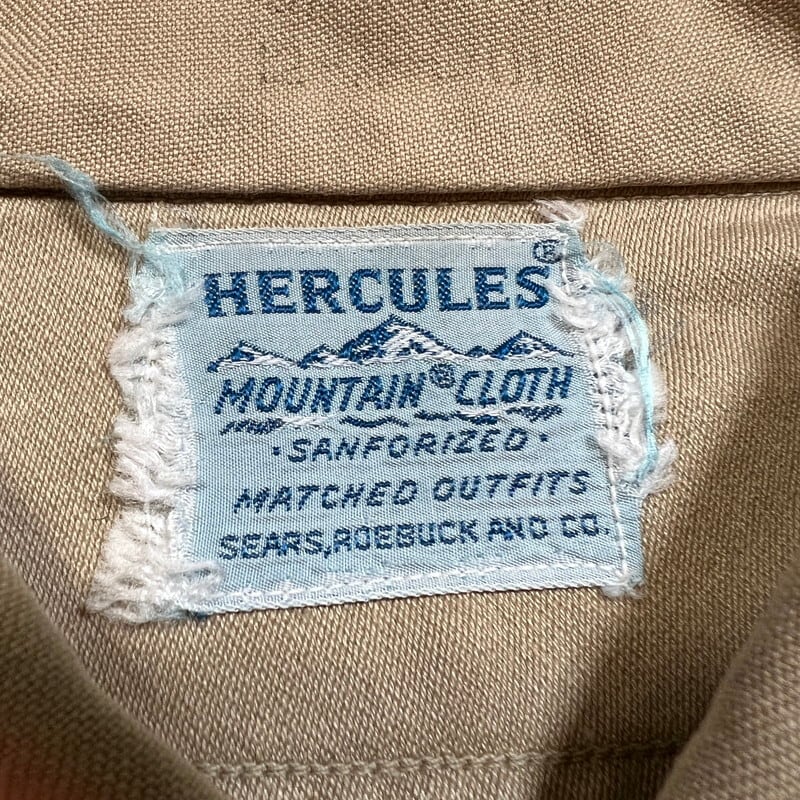 HERCULES®
MOUNTAIN® CLOTH
·SANFORIZED·
MATCHED OUTFITS
SEARS, ROEBUCK AND CO.